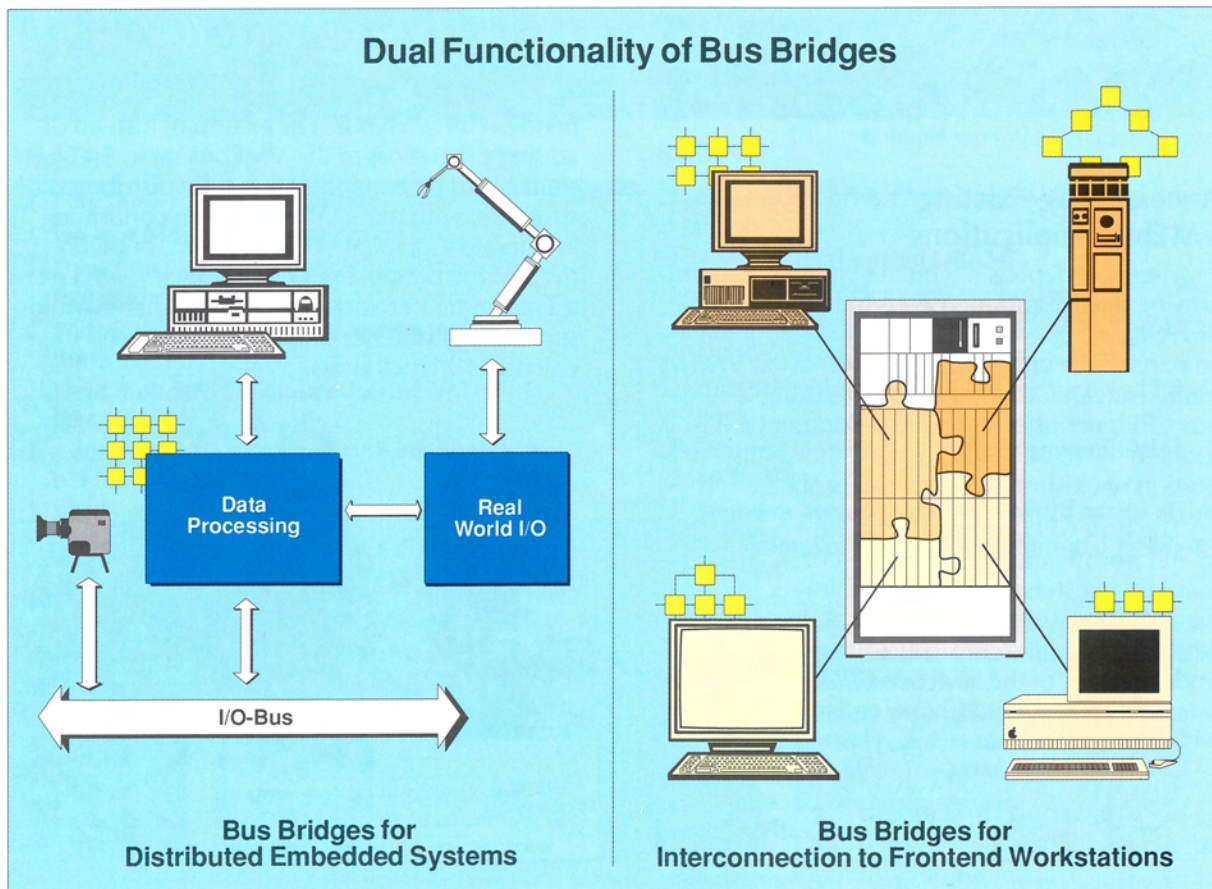 Dual Functionality of Bus Bridges
Data
Processing
Real
World I/O
I/O-Bus
Bus Bridges for
Distributed Embedded Systems
Bus Bridges for
Interconnection to Frontend Workstations